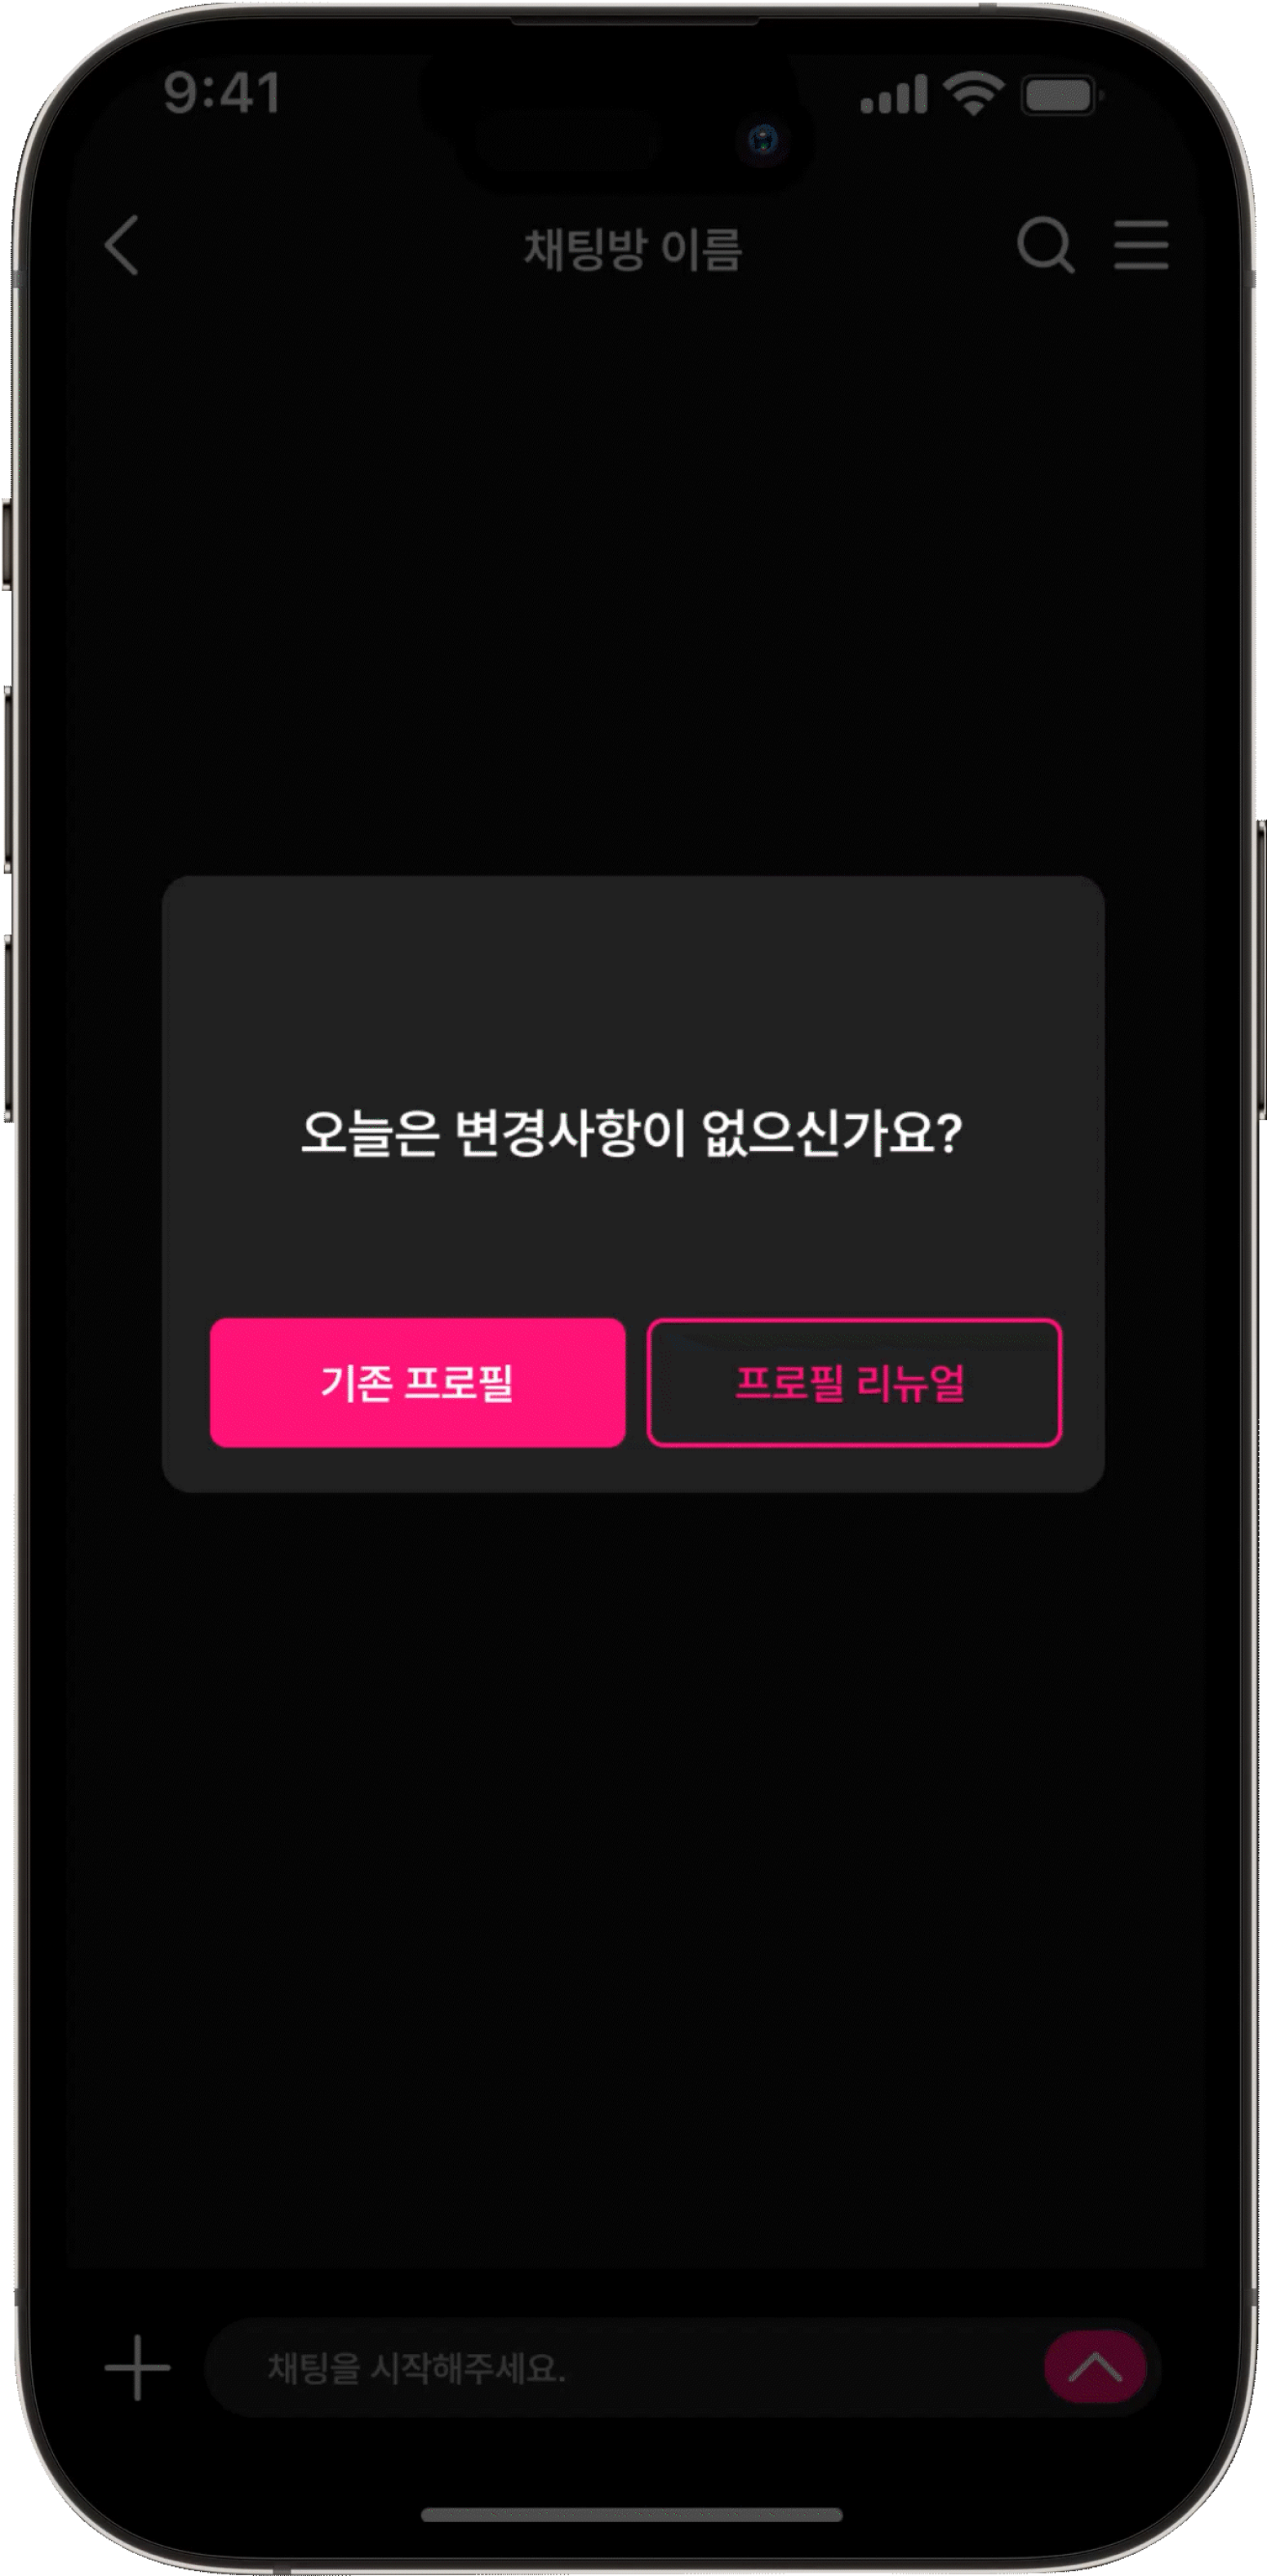 9:41
채팅방 이름
오늘은 변경사항이 없으신가요?
기존 프로필
프로필 리뉴얼
채팅을 시작해주세요.